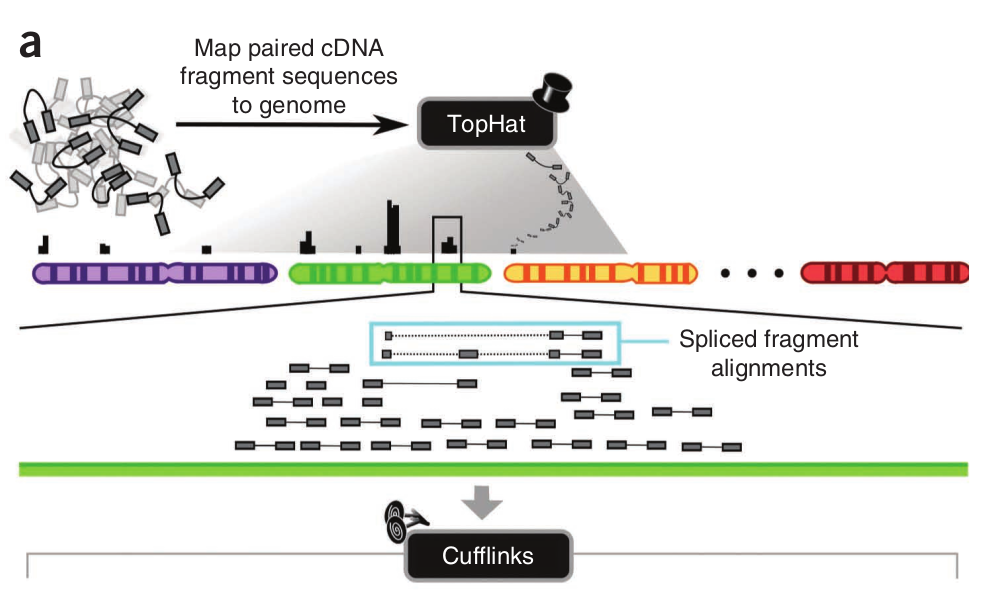 a
Map paired cDNA
fragment sequences
to genome
TopHat
Spliced fragment
alignments
Cufflinks